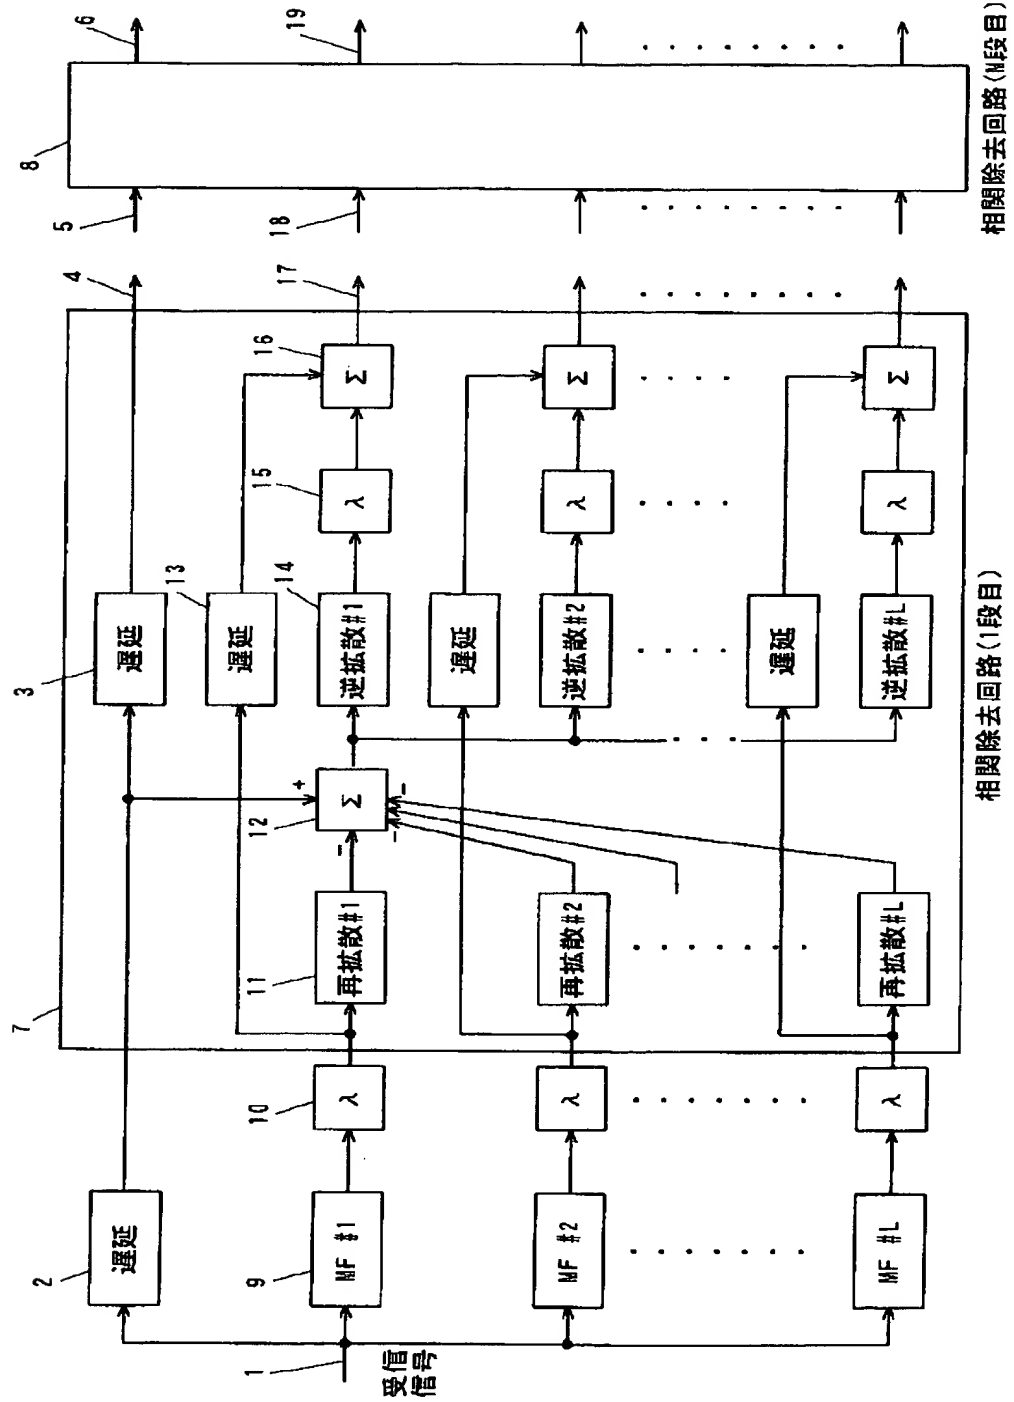 受信
信号
1
2
遅延
9
MF #1
MF #2
MF #L
10
λ
λ
λ
7
11
再拡散#1
再拡散#2
再拡散#L
12
Σ
+
-
-
-
3
遅延
13
遅延
14
逆拡散#1
遅延
逆拡散#2
遅延
逆拡散#L
15
λ
λ
λ
16
Σ
Σ
Σ
4
17
相関除去回路(1段目)
5
18
8
6
19
相関除去回路(N段目)